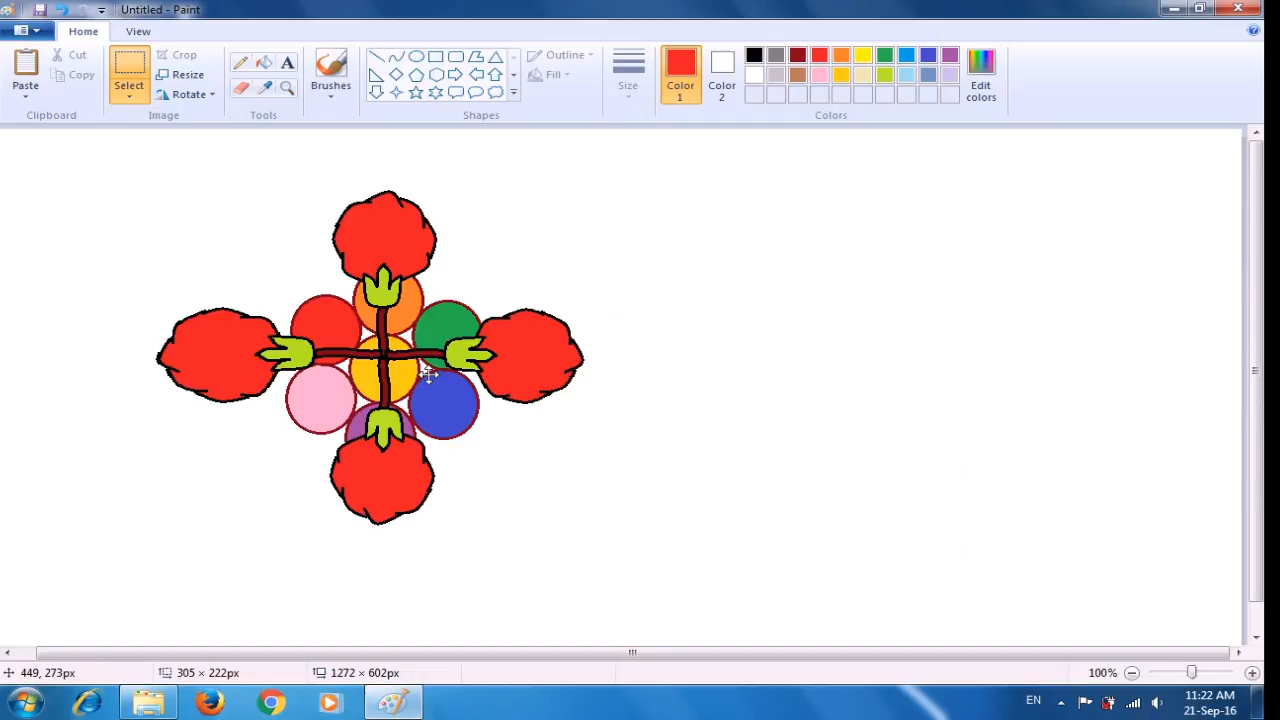 Untitled - Paint
Home
View
Paste
Cut
Copy
Clipboard
Select
Crop
Resize
Rotate
Image
A
Tools
Brushes
Shapes
Outline
Fill
Size
Color 1
Color 2
Edit colors
Colors
449, 273px
305 × 222px
1272 × 602px
100%
EN
11:22 AM
21-Sep-16